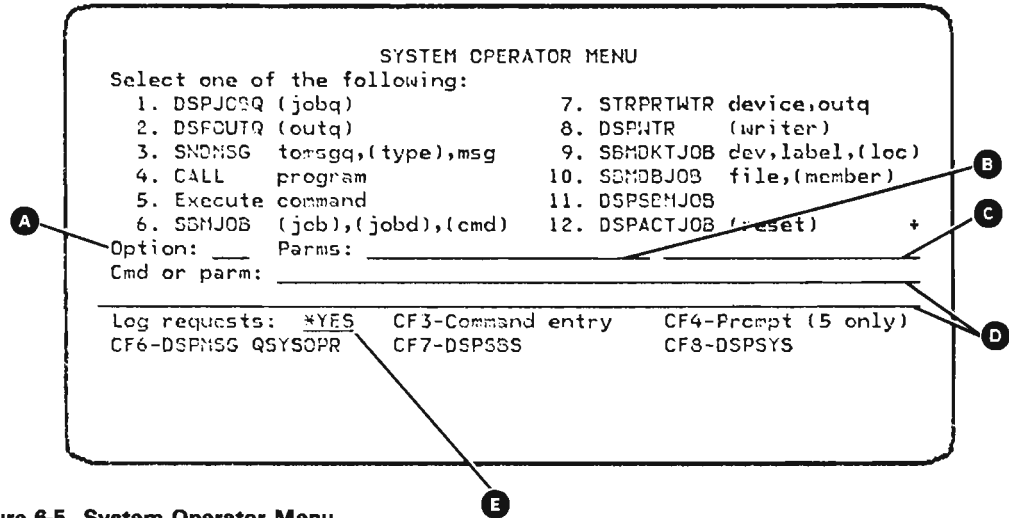 SYSTEM OPERATOR MENU
Select one of the following:
1. DSPJOBQ (jobq) 7. STRPRTWTR device,outq
2. DSPOUTQ (outq) 8. DSPWTR (writer)
3. SNDMSG tomsgq,(type),msg 9. SBMDKTJOB dev,label,(loc)
4. CALL program 10. SBMDBJOB file,(member)
5. Execute command 11. DSPSBMJOB
6. SBMJOB (job),(jobd),(cmd) 12. DSPACTJOB (reset) +
Option: Parms:
Cmd or parm:
Log requests: *YES CF3-Command entry CF4-Prompt (5 only)
CF6-DSPMSG QSYSOPR CF7-DSPSBS CF8-DSPSYS
A
B
C
D
E
6-5. System Operator Menu